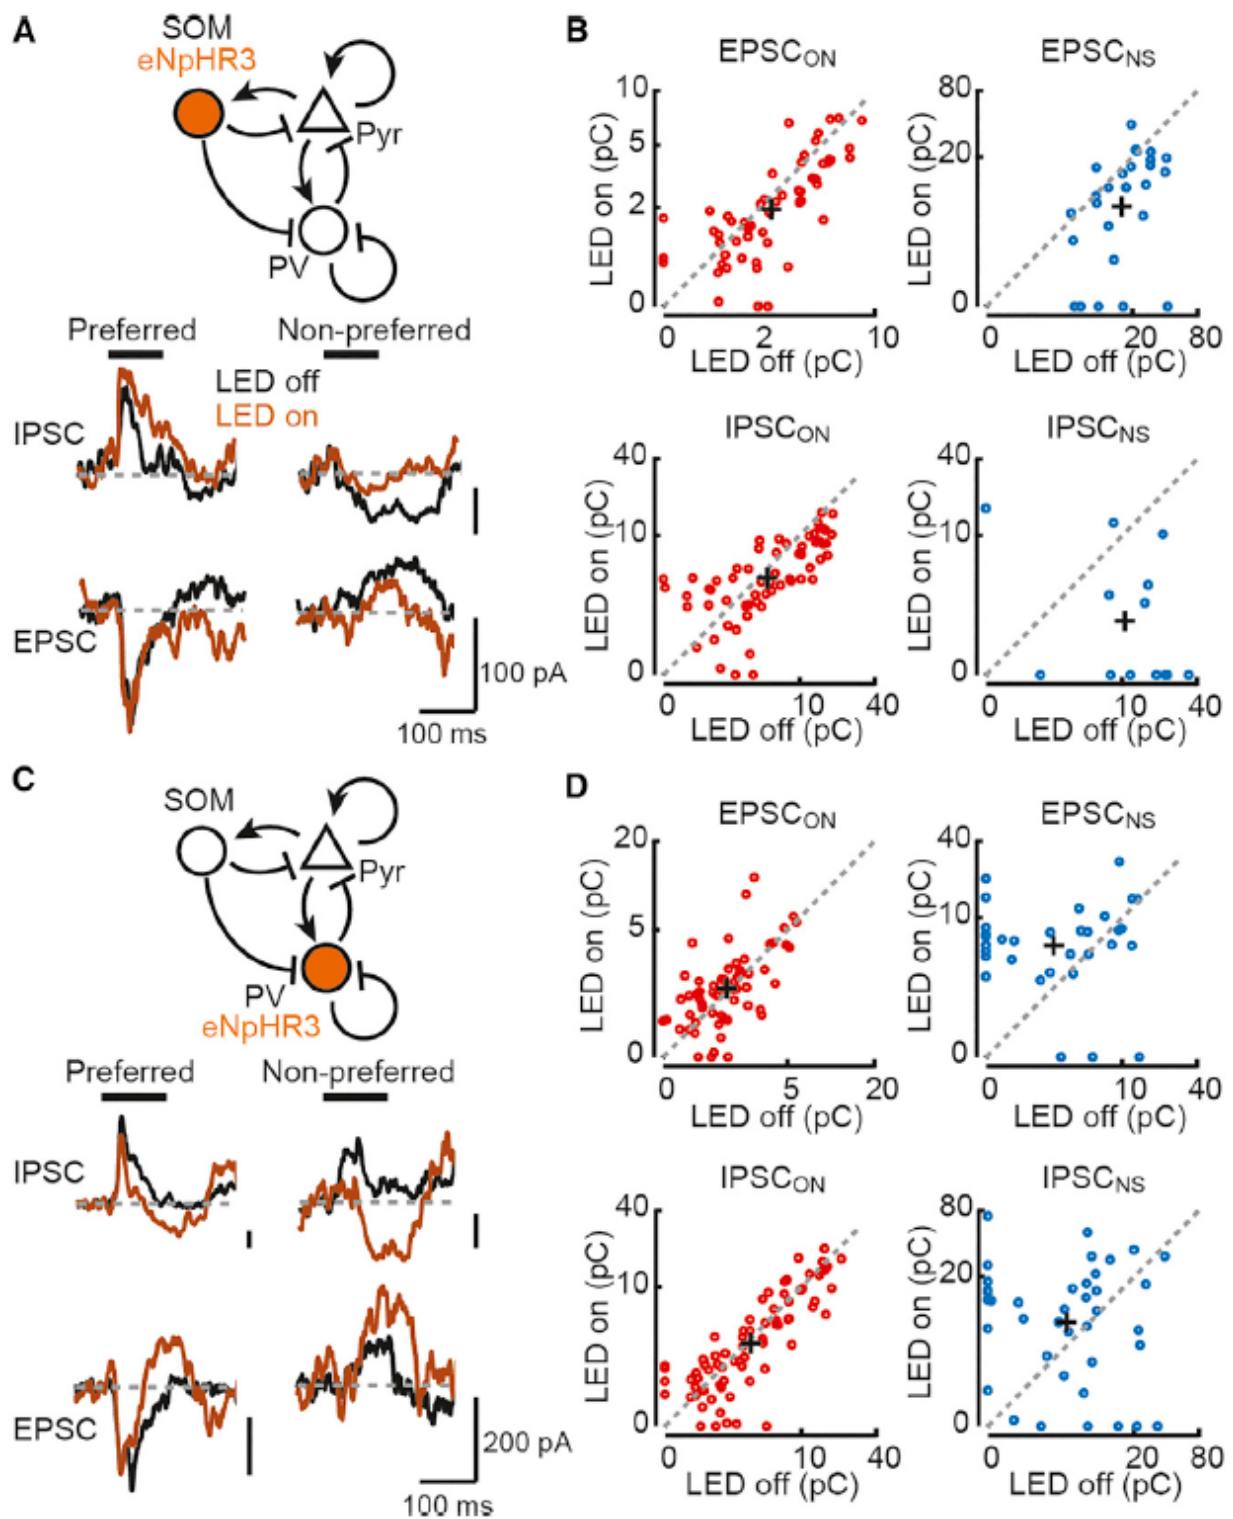 A
SOM
eNpHR3
Pyr
PV
Preferred Non-preferred
LED off
LED on
IPSC
EPSC
100 pA
100 ms
B
EPSCON
10
5
2
0
LED on (pC)
0 2 10
LED off (pC)
EPSCNS
80
20
0
LED on (pC)
0 20 80
LED off (pC)
IPSCON
40
10
0
LED on (pC)
0 10 40
LED off (pC)
IPSCNS
40
10
0
LED on (pC)
0 10 40
LED off (pC)
C
SOM
Pyr
PV
eNpHR3
Preferred Non-preferred
IPSC
EPSC
200 pA
100 ms
D
EPSCON
20
5
0
LED on (pC)
0 5 20
LED off (pC)
EPSCNS
40
10
0
LED on (pC)
0 10 40
LED off (pC)
IPSCON
40
10
0
LED on (pC)
0 10 40
LED off (pC)
IPSCNS
80
20
0
LED on (pC)
0 20 80
LED off (pC)